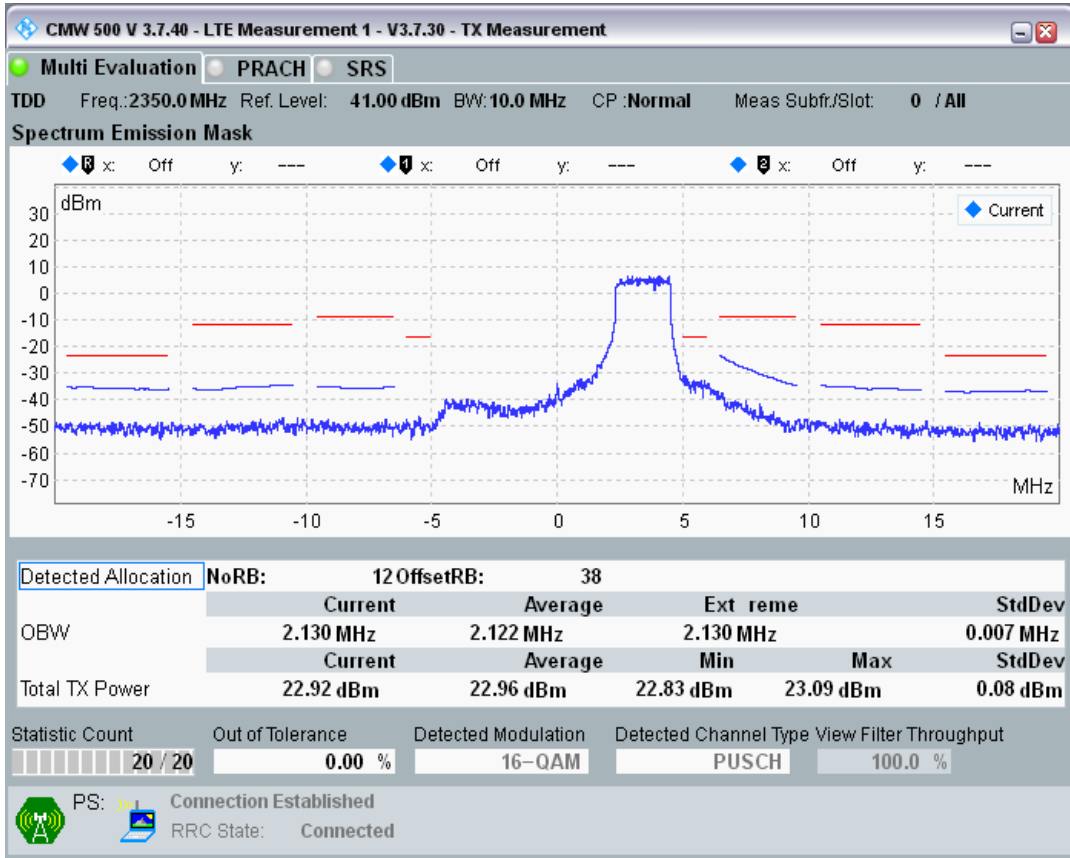 CMW 500 V 3.7.40 - LTE Measurement 1 - V3.7.30 - TX Measurement
Multi Evaluation PRACH SRS
TDD Freq.:2350.0 MHz Ref. Level: 41.00 dBm BW: 10.0 MHz CP :Normal Meas Subfr./Slot: 0 / All
Spectrum Emission Mask
R x: Off y: --- 1 x: Off y: --- 2 x: Off y: ---
dBm
Current
30
20
10
0
-10
-20
-30
-40
-50
-60
-70
MHz
-15 -10 -5 0 5 10 15
Detected Allocation NoRB: 12 OffsetRB: 38
Current Average Ext reme StdDev
OBW 2.130 MHz 2.122 MHz 2.130 MHz 0.007 MHz
Current Average Min Max StdDev
Total TX Power 22.92 dBm 22.96 dBm 22.83 dBm 23.09 dBm 0.08 dBm
Statistic Count Out of Tolerance Detected Modulation Detected Channel Type View Filter Throughput
20 / 20 0.00 % 16-QAM PUSCH 100.0 %
PS: Connection Established
RRC State: Connected